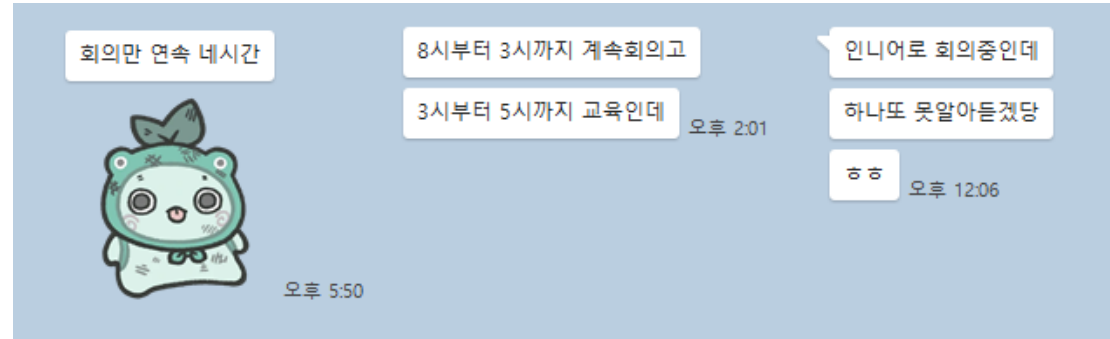 회의만 연속 네시간
오후 5:50
8시부터 3시까지 계속회의고
3시부터 5시까지 교육인데
오후 2:01
인니어로 회의중인데
하나또 못알아듣겠당
ㅎㅎ
오후 12:06